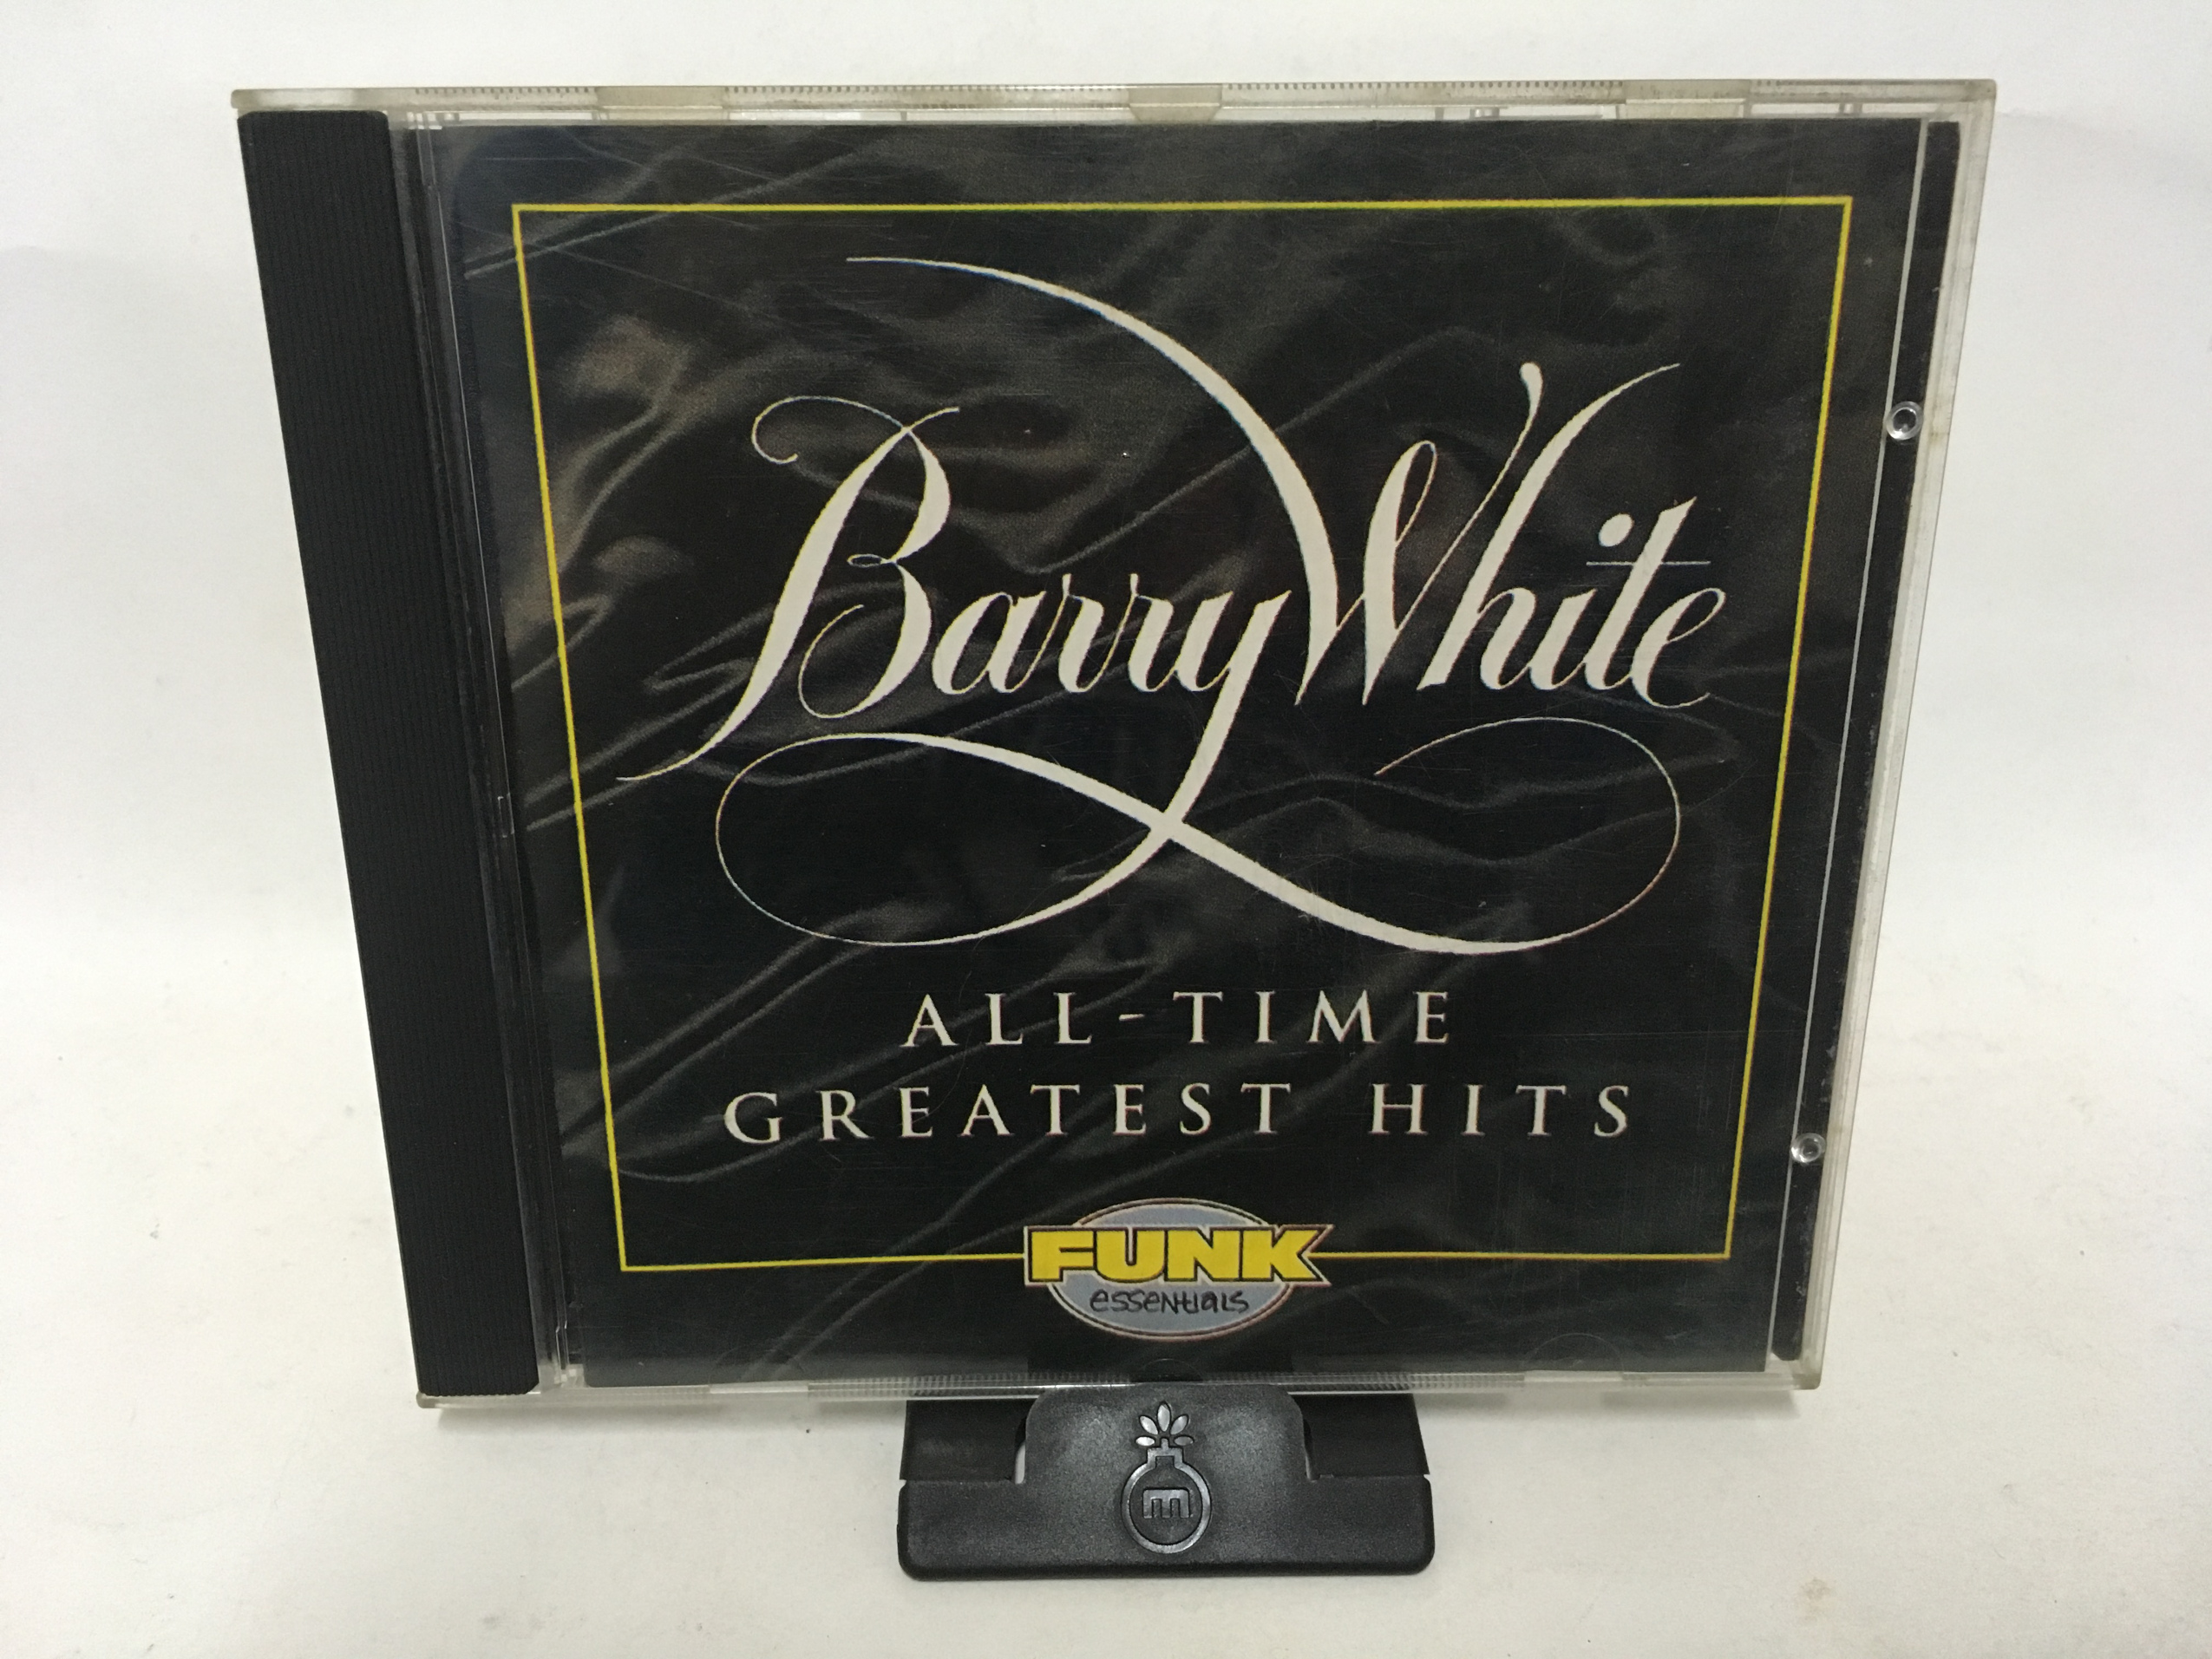 Barry White
ALL-TIME
GREATEST HITS
FUNK
essentials